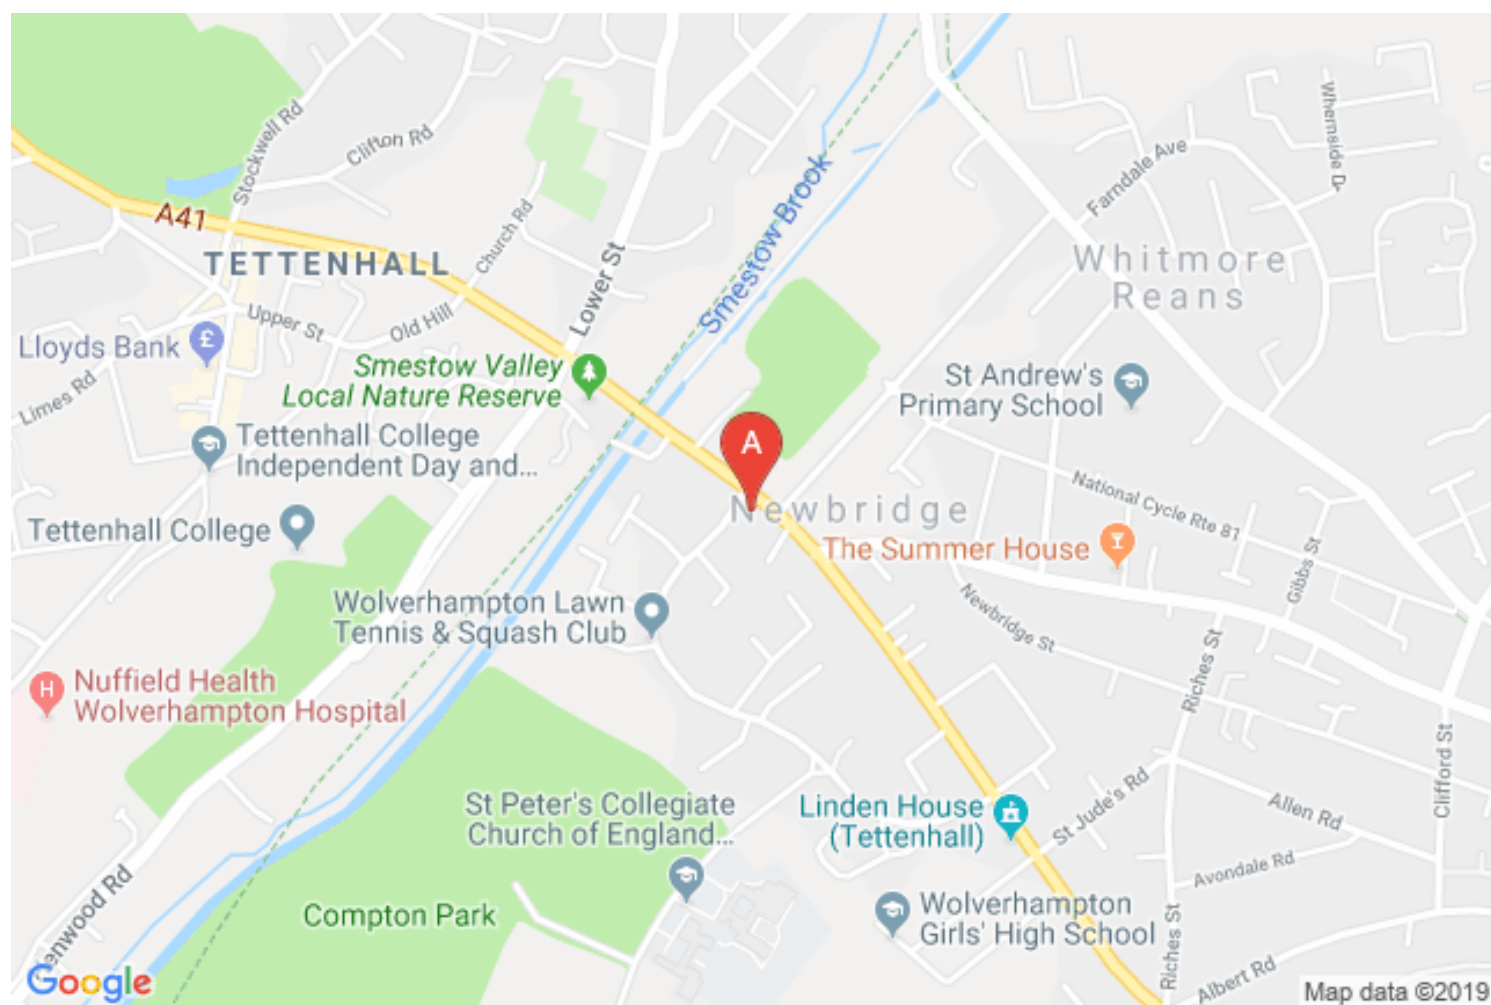 Stockwell Rd
Clifton Rd
Whernside D
Farndale Ave
A41
Church Rd
Smestow Brook
TETTENHALL
Lower St
Whitmore
Reans
Upper St
Old Hill
Lloyds Bank
£
Smestow Valley
Local Nature Reserve
Limes Rd
St Andrew's
Primary School
Tettenhall College
Independent Day and...
A
National Cycle Rte 81
Newbridge
Tettenhall College
The Summer House
Gibbs St
Wolverhampton Lawn
Tennis & Squash Club
Newbridge St
Riches St
H
Nuffield Health
Wolverhampton Hospital
Clifford St
St Peter's Collegiate
Church of England...
Linden House
(Tettenhall)
St Jude's Rd
Allen Rd
Avondale Rd
enwood Rd
Compton Park
Wolverhampton
Girls' High School
Riches St
Albert Rd
Google
Map data ©2019